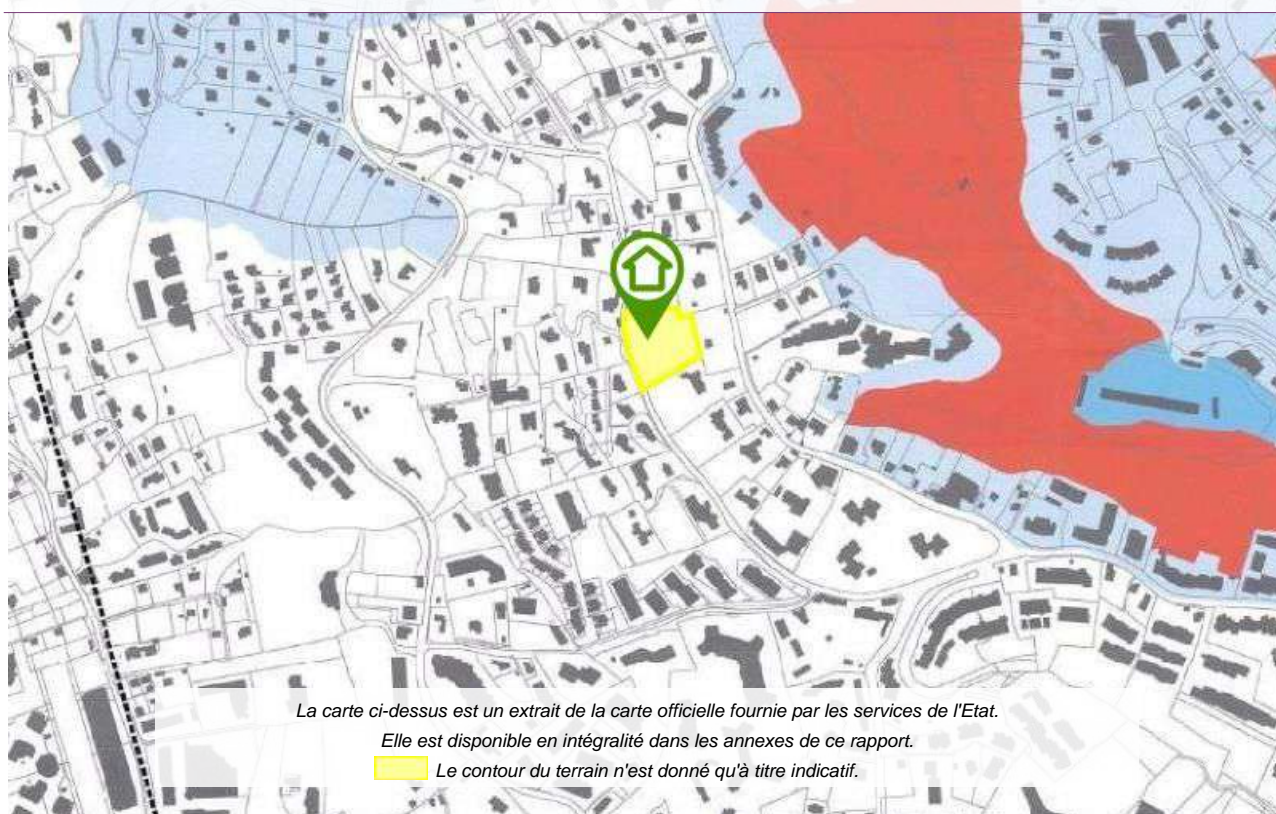 La carte ci-dessus est un extrait de la carte officielle fournie par les services de l'Etat.
Elle est disponible en intégralité dans les annexes de ce rapport.
Le contour du terrain n'est donné qu'à titre indicatif.